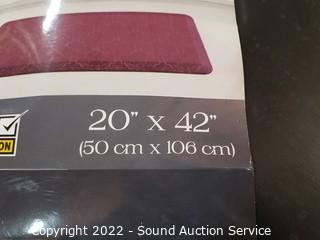 20" x 42"
(50 cm x 106 cm)
ON
Copyright 2022 - Sound Auction Service